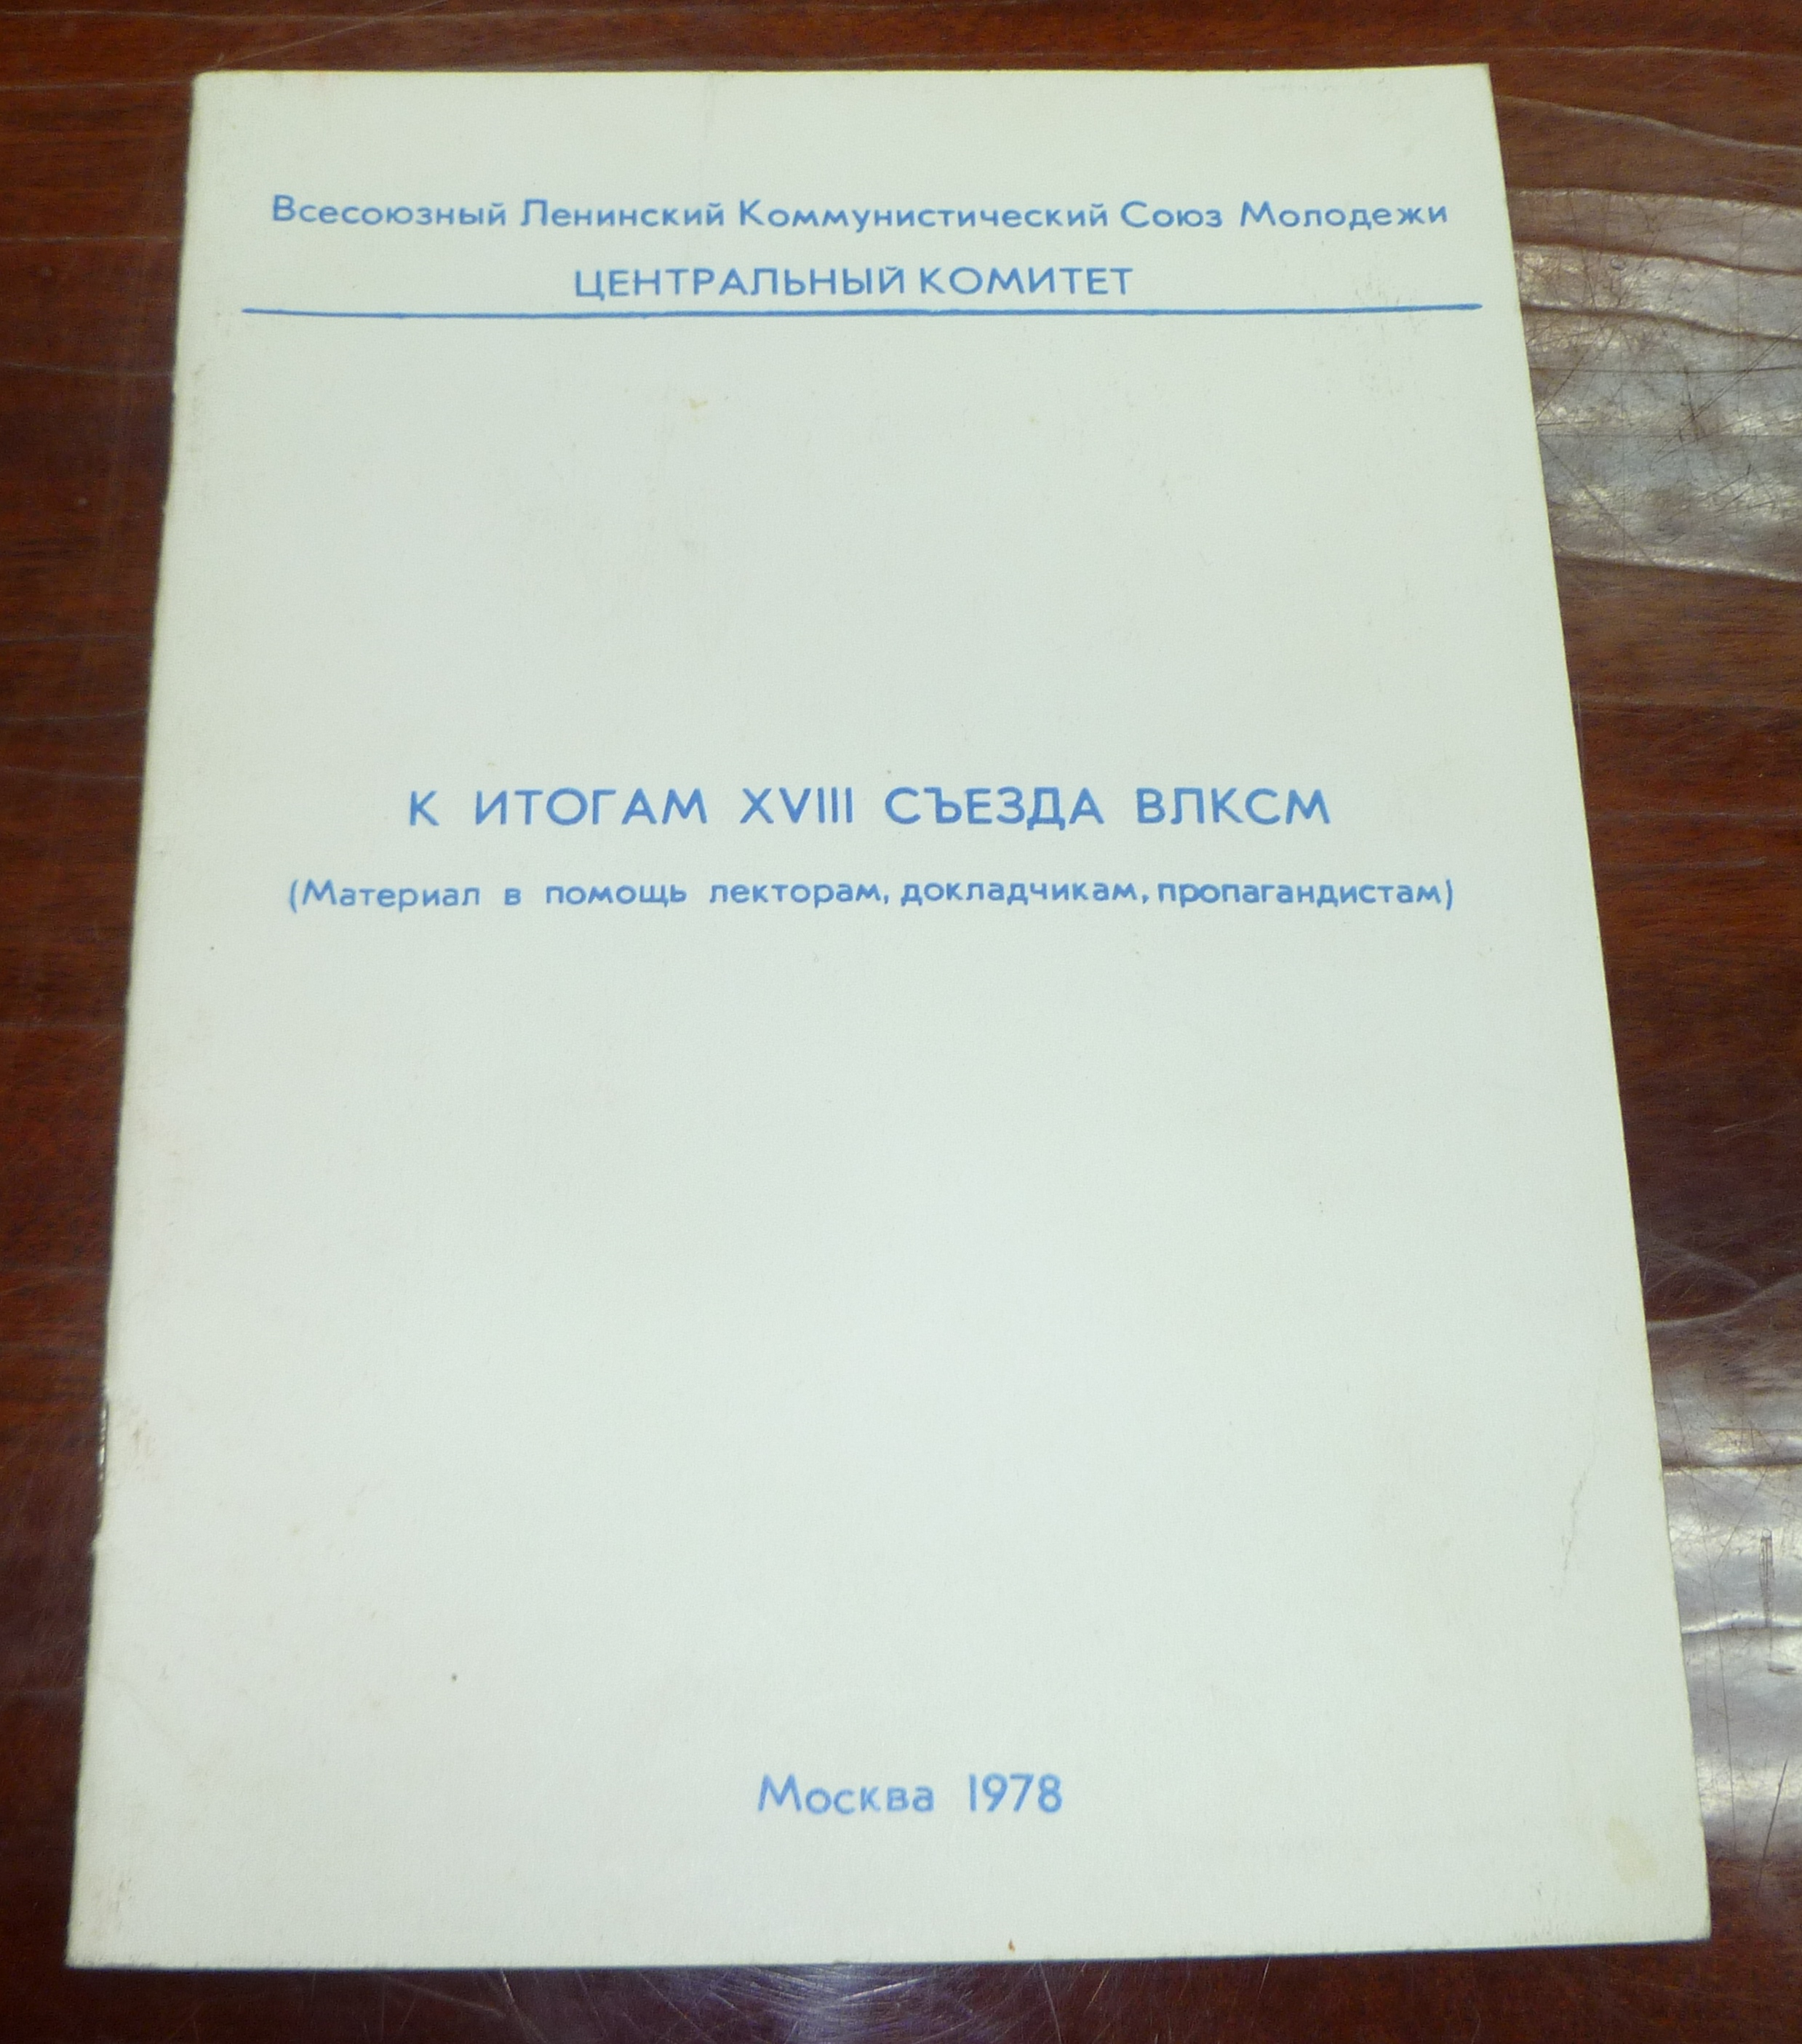 Всесоюзный Ленинский Коммунистический Союз Молодежи
ЦЕНТРАЛЬНЫЙ КОМИТЕТ
К ИТОГАМ XVIII СЪЕЗДА ВЛКСМ
(Материал в помощь лекторам, докладчикам, пропагандистам)
Москва 1978